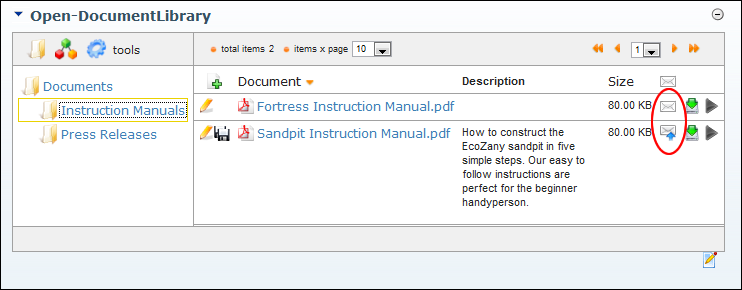 Open-DocumentLibrary
tools
total items 2 items x page 10 1
Documents
Instruction Manuals
Press Releases
Document Description Size
Fortress Instruction Manual.pdf 80.00 KB
Sandpit Instruction Manual.pdf How to construct the 80.00 KB
EcoZany sandpit in five
simple steps. Our easy to
follow instructions are
perfect for the beginner
handyperson.